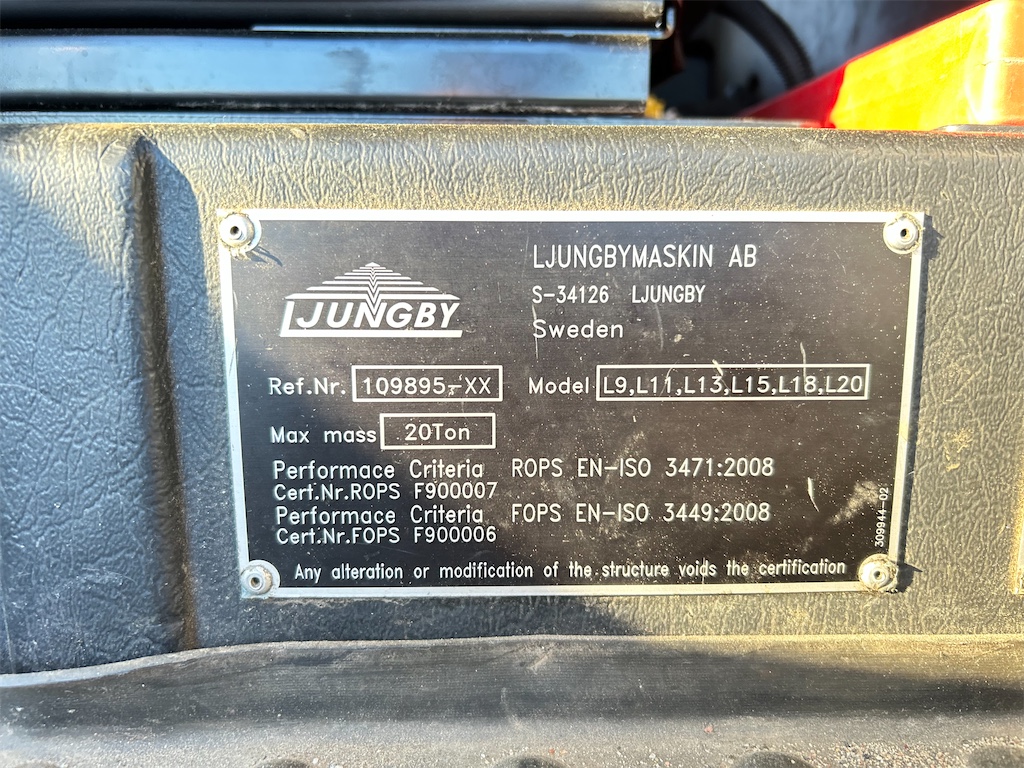 LJUNGBY
LJUNGBYMASKIN AB
S-34126 LJUNGBY
Sweden
Ref.Nr. 109895-XX Model L9,L11,L13,L15,L18,L20
Max mass 20Ton
Performace Criteria ROPS EN-ISO 3471:2008
Cert.Nr.ROPS F900007
Performace Criteria FOPS EN-ISO 3449:2008
Cert.Nr.FOPS F900006
309944-02
Any alteration or modification of the structure voids the certification